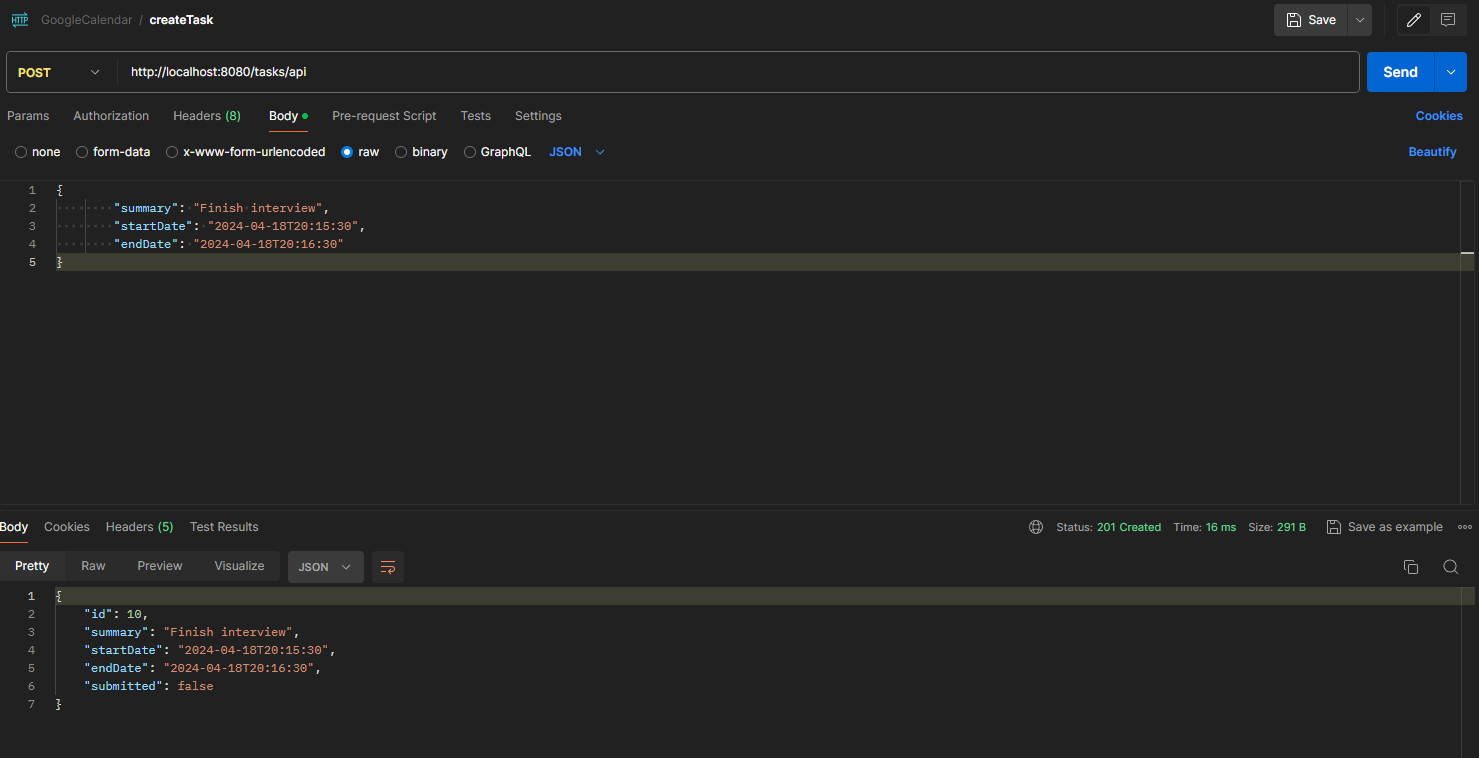 HTTP GoogleCalendar / createTask Save
POST http://localhost:8080/tasks/api Send
Params Authorization Headers (8) Body Pre-request Script Tests Settings Cookies
none form-data x-www-form-urlencoded raw binary GraphQL JSON Beautify
1 {
2 "summary": "Finish interview",
3 "startDate": "2024-04-18T20:15:30",
4 "endDate": "2024-04-18T20:16:30"
5 }
Body Cookies Headers (5) Test Results Status: 201 Created Time: 16 ms Size: 291 B Save as example
Pretty Raw Preview Visualize JSON
1 {
2 "id": 10,
3 "summary": "Finish interview",
4 "startDate": "2024-04-18T20:15:30",
5 "endDate": "2024-04-18T20:16:30",
6 "submitted": false
7 }